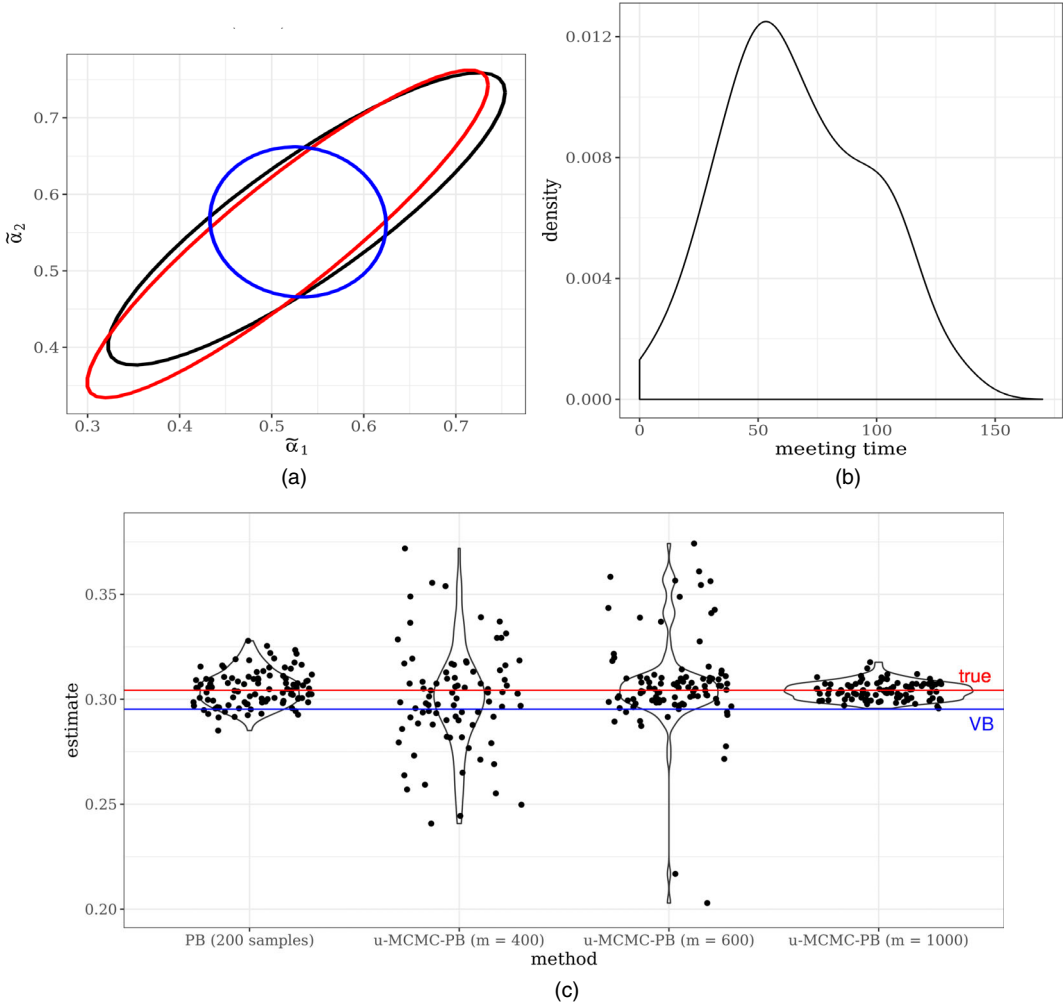 0.7
0.6
0.5
0.4
α̃₂
0.3 0.4 0.5 0.6 0.7
α̃₁
(a)
0.012
0.008
0.004
0.000
density
0 50 100 150
meeting time
(b)
0.35
0.30
0.25
0.20
estimate
true
VB
PB (200 samples) u-MCMC-PB (m = 400) u-MCMC-PB (m = 600) u-MCMC-PB (m = 1000)
method
(c)